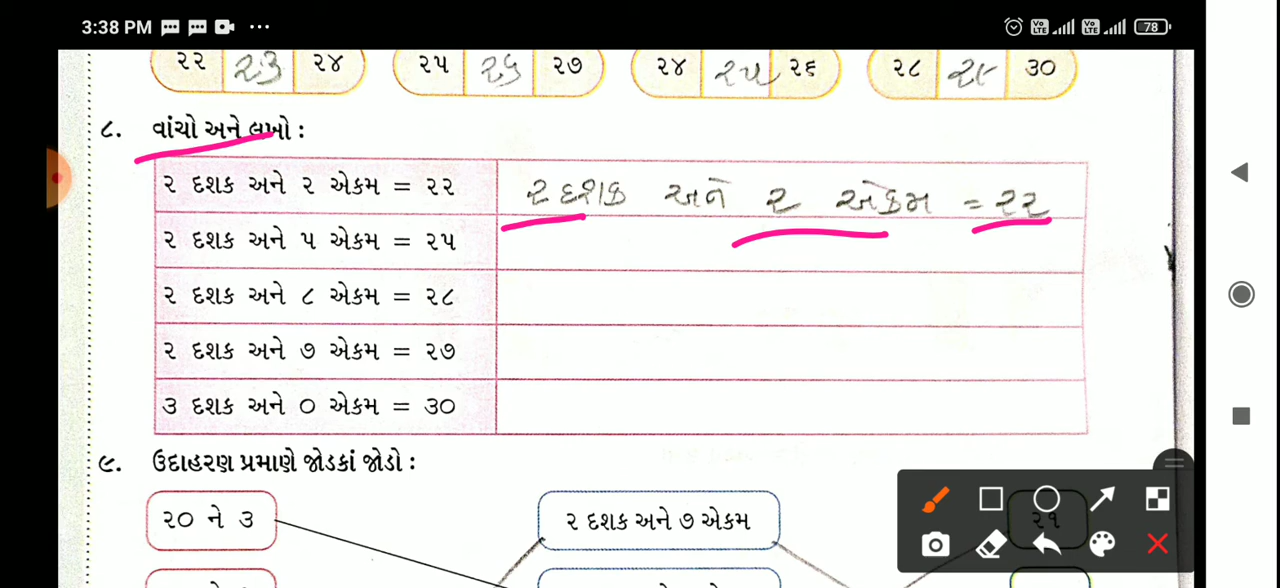 3:38 PM
78
૨૨ ૨૩ ૨૪
૨૫ ૨૬ ૨૭
૨૪ ૨૫ ૨૬
૨૮ ૨૯ ૩૦
૮. વાંચો અને લખો :
૨ દશક અને ૨ એકમ = ૨૨ ૨ દશક અને ૨ એકમ = ૨૨
૨ દશક અને ૫ એકમ = ૨૫
૨ દશક અને ૮ એકમ = ૨૮
૨ દશક અને ૭ એકમ = ૨૭
૩ દશક અને ૦ એકમ = ૩૦
૯. ઉદાહરણ પ્રમાણે જોડકાં જોડો :
૨૦ ને ૩
૨ દશક અને ૭ એકમ
૨૧